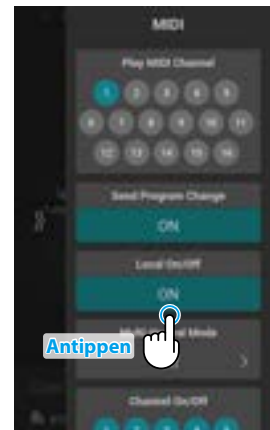 MIDI
Play MIDI Channel
1 2 3 4 5
6 7 8 9 10 11
12 13 14 15 16
Send Program Change
ON
Local On/Off
ON
Mode
Antippen
Channel On/Off